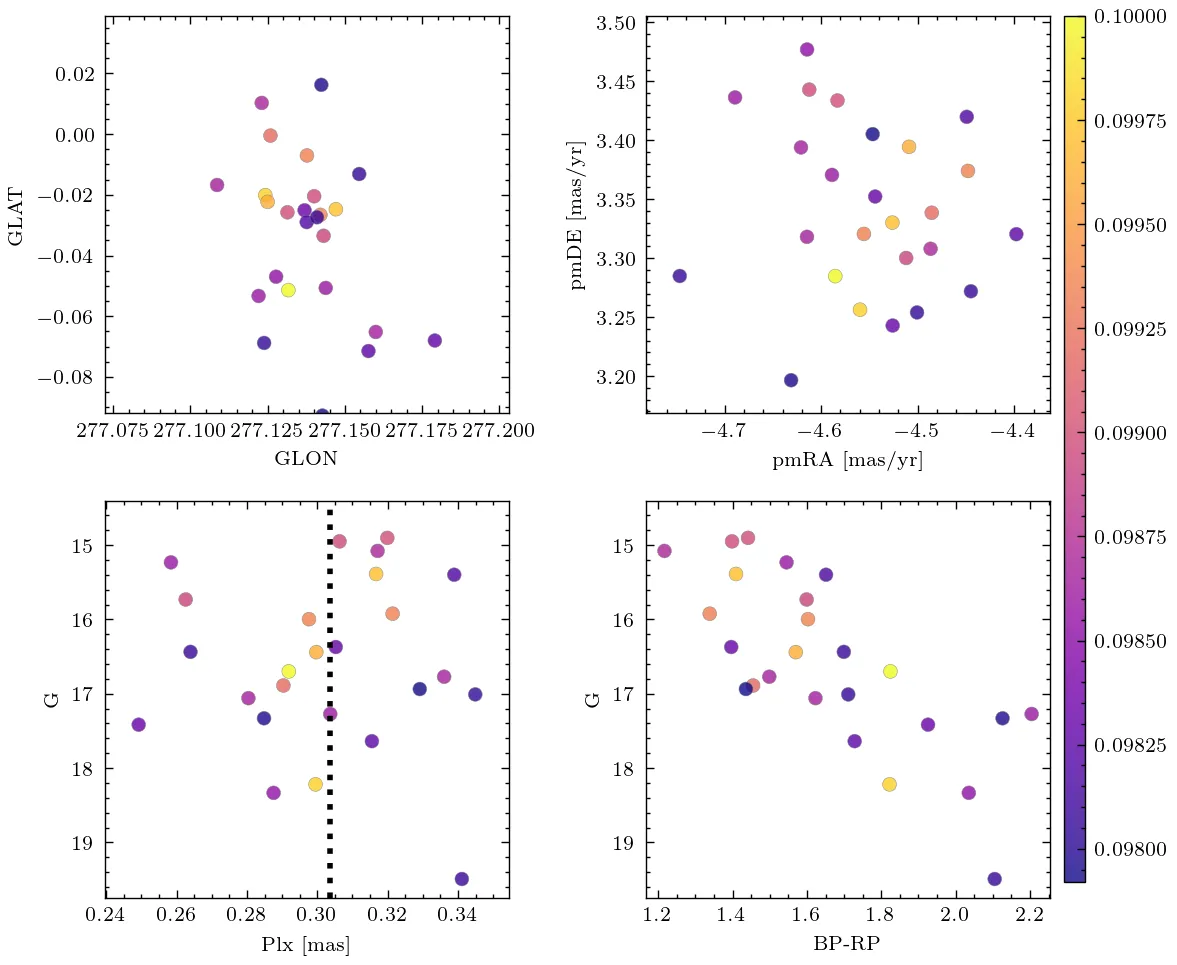 0.02
0.00
−0.02
−0.04
−0.06
−0.08
GLAT
277.075 277.100 277.125 277.150 277.175 277.200
GLON
3.50
3.45
3.40
3.35
3.30
3.25
3.20
pmDE [mas/yr]
−4.7 −4.6 −4.5 −4.4
pmRA [mas/yr]
0.10000
0.09975
0.09950
0.09925
0.09900
0.09875
0.09850
0.09825
0.09800
15
16
17
18
19
G
0.24 0.26 0.28 0.30 0.32 0.34
Plx [mas]
15
16
17
18
19
G
1.2 1.4 1.6 1.8 2.0 2.2
BP-RP